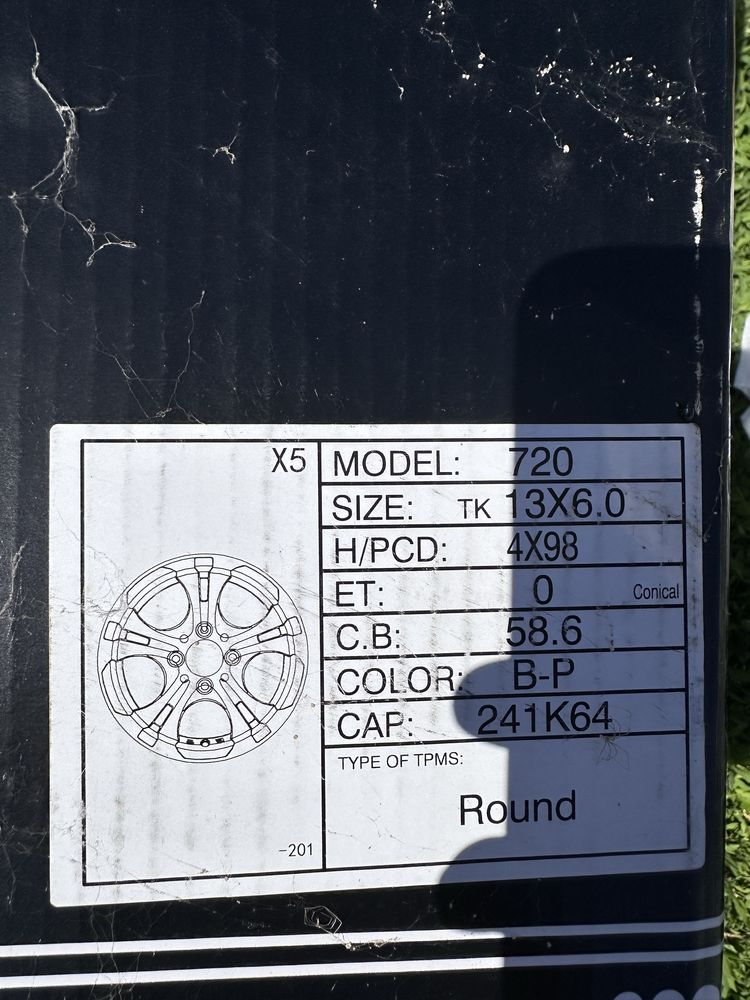 X5
MODEL: 720
SIZE: TK 13X6.0
H/PCD: 4X98
ET: 0 Conical
C.B: 58.6
COLOR: B-P
CAP: 241K64
TYPE OF TPMS:
Round
-201